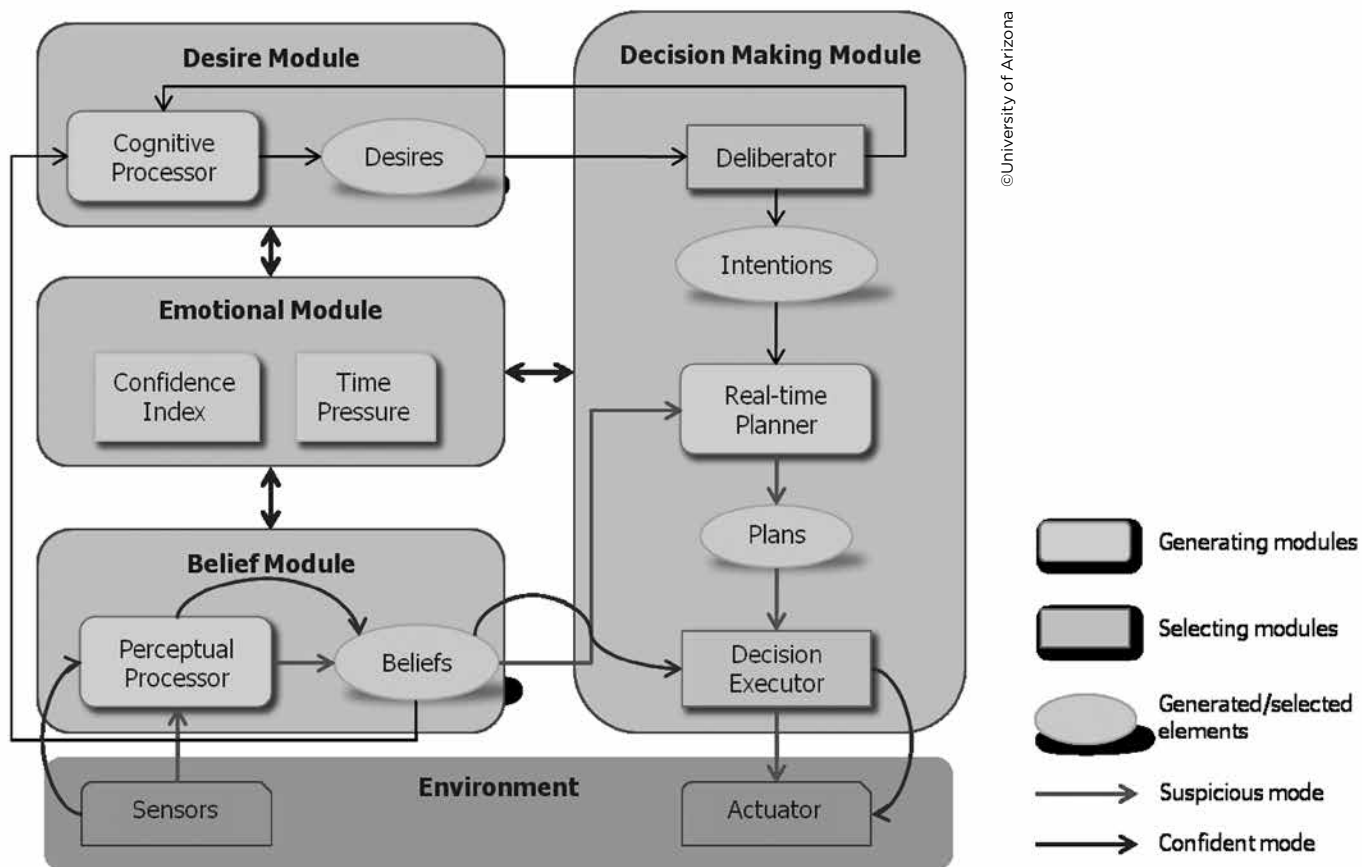 Desire Module
Cognitive
Processor
Desires
Emotional Module
Confidence
Index
Time
Pressure
Belief Module
Perceptual
Processor
Beliefs
Decision Making Module
Deliberator
Intentions
Real-time
Planner
Plans
Decision
Executor
Environment
Sensors
Actuator
©University of Arizona
Generating modules
Selecting modules
Generated/selected
elements
Suspicious mode
Confident mode